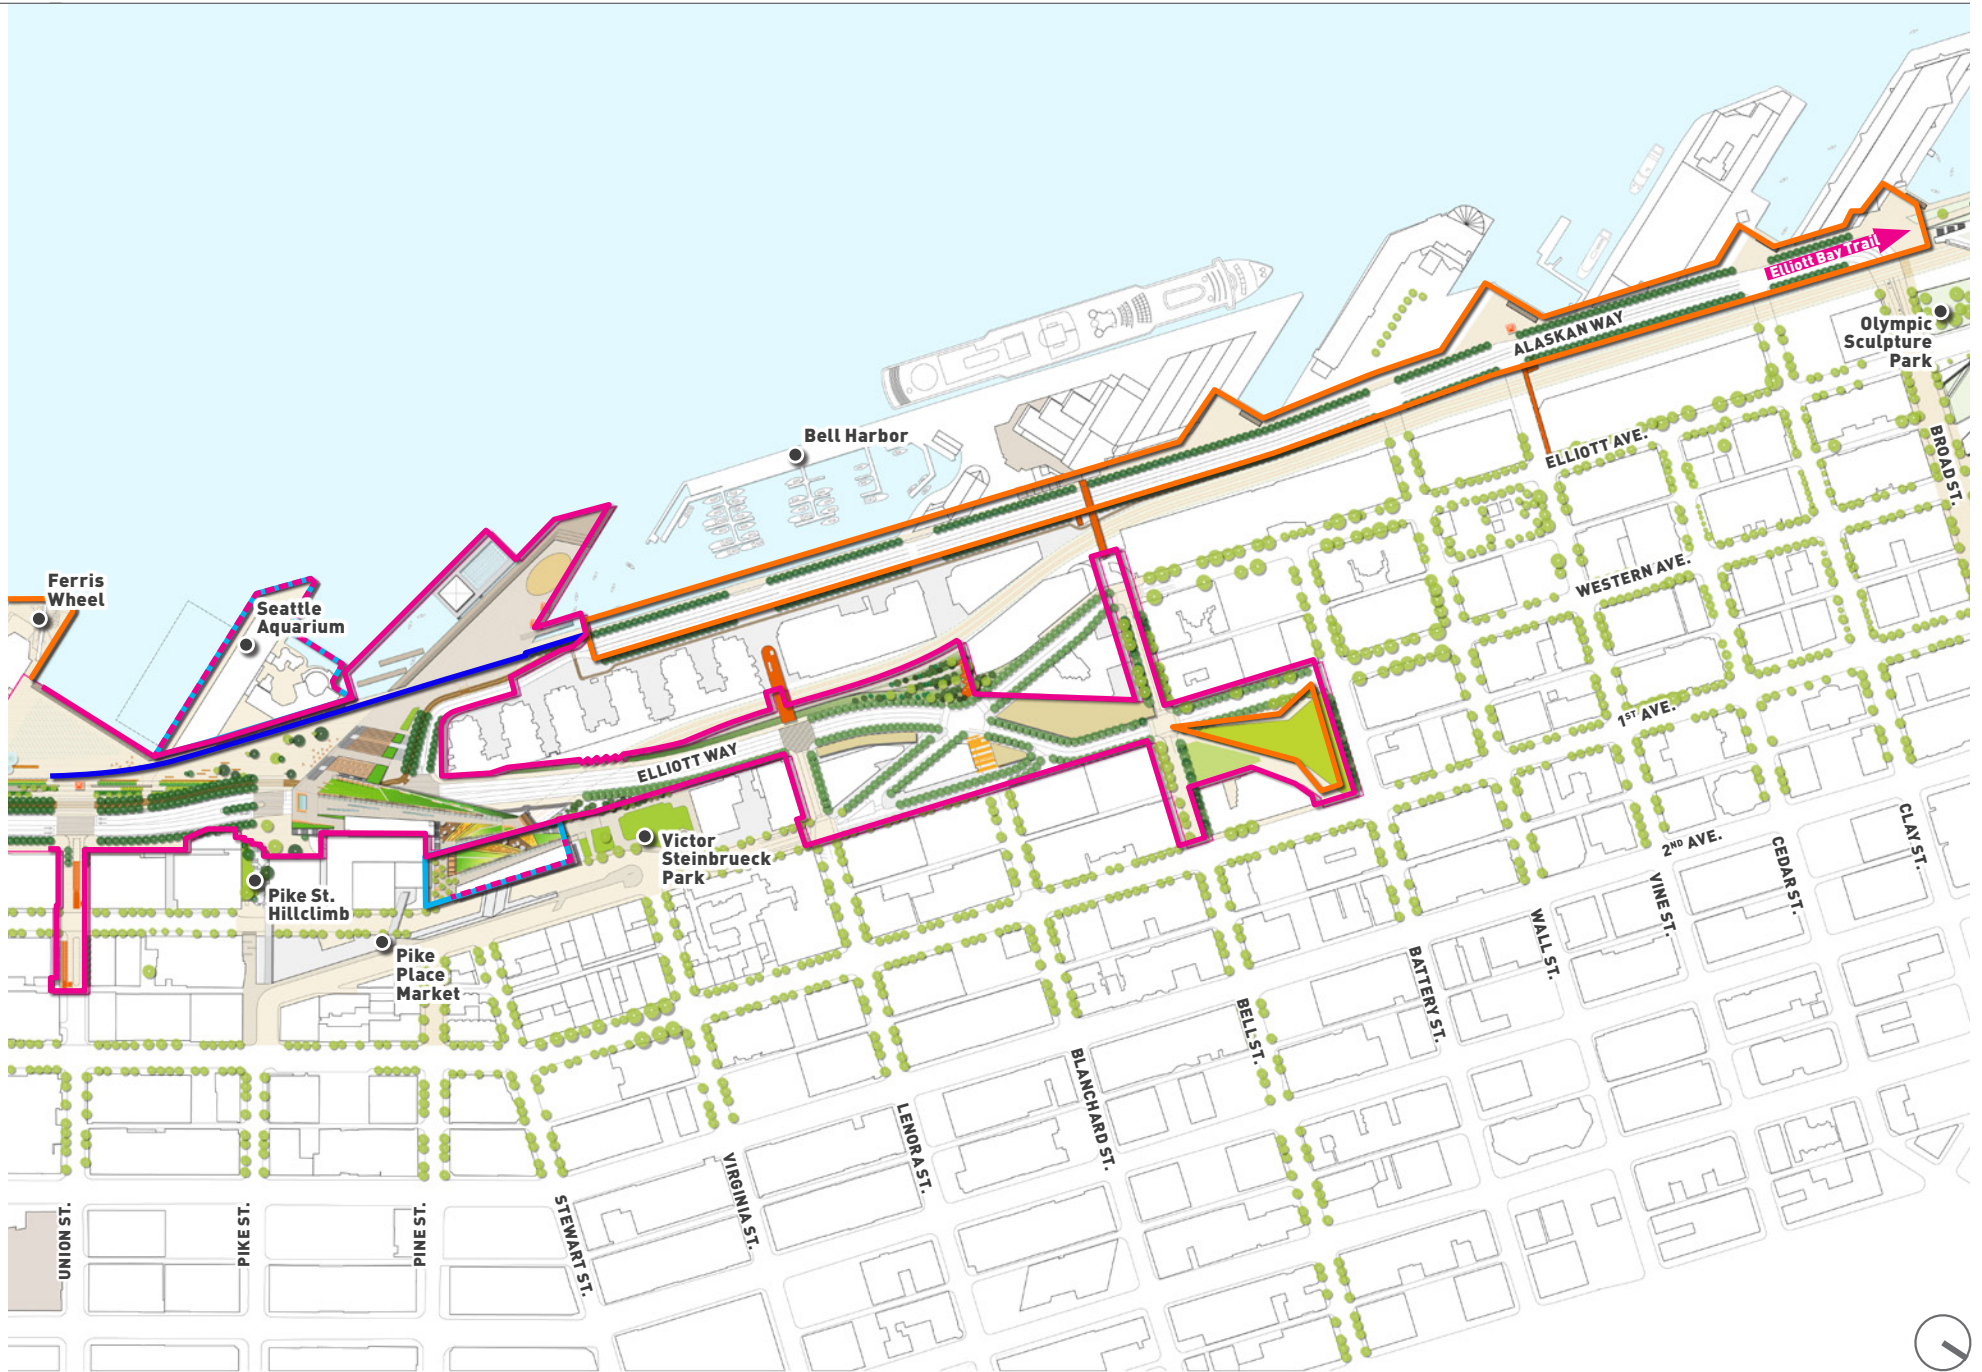 Elliott Bay Trail
ALASKAN WAY
Olympic
Sculpture
Park
Bell Harbor
ELLIOTT AVE.
BROAD ST.
Ferris
Wheel
Seattle
Aquarium
WESTERN AVE.
1ST AVE.
ELLIOTT WAY
Victor
Steinbrueck
Park
2ND AVE.
CLAY ST.
CEDAR ST.
VINE ST.
WALL ST.
BATTERY ST.
Pike St.
Hillclimb
Pike
Place
Market
BELL ST.
BLANCHARD ST.
LENORA ST.
VIRGINIA ST.
STEWART ST.
PINE ST.
PIKE ST.
UNION ST.